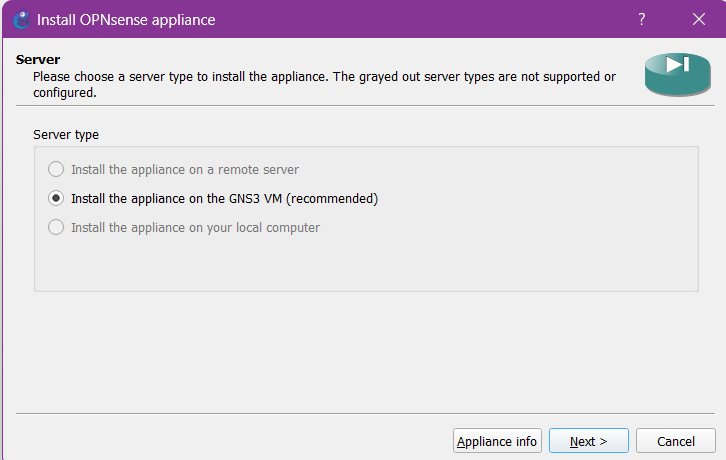 Install OPNsense appliance
?
Server
Please choose a server type to install the appliance. The grayed out server types are not supported or
configured.
Server type
Install the appliance on a remote server
Install the appliance on the GNS3 VM (recommended)
Install the appliance on your local computer
Appliance info
Next >
Cancel